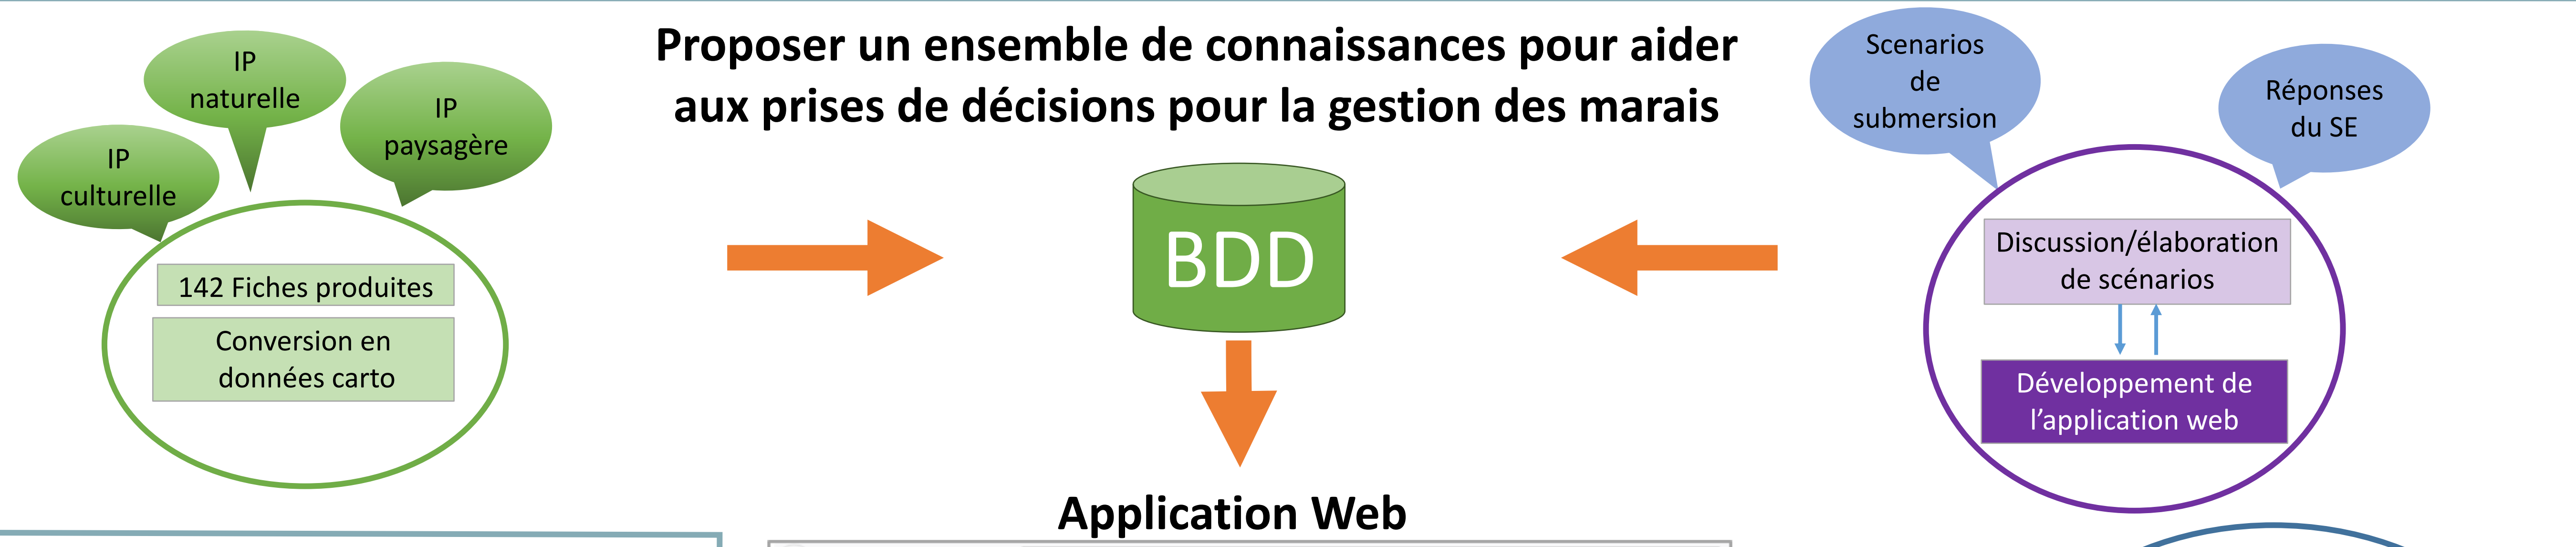 Proposer un ensemble de connaissances pour aider
aux prises de décisions pour la gestion des marais
IP
naturelle
IP
paysagère
IP
culturelle
142 Fiches produites
Conversion en
données carto
BDD
Scenarios
de
submersion
Réponses
du SE
Discussion/élaboration
de scénarios
Développement de
l’application web
Application Web